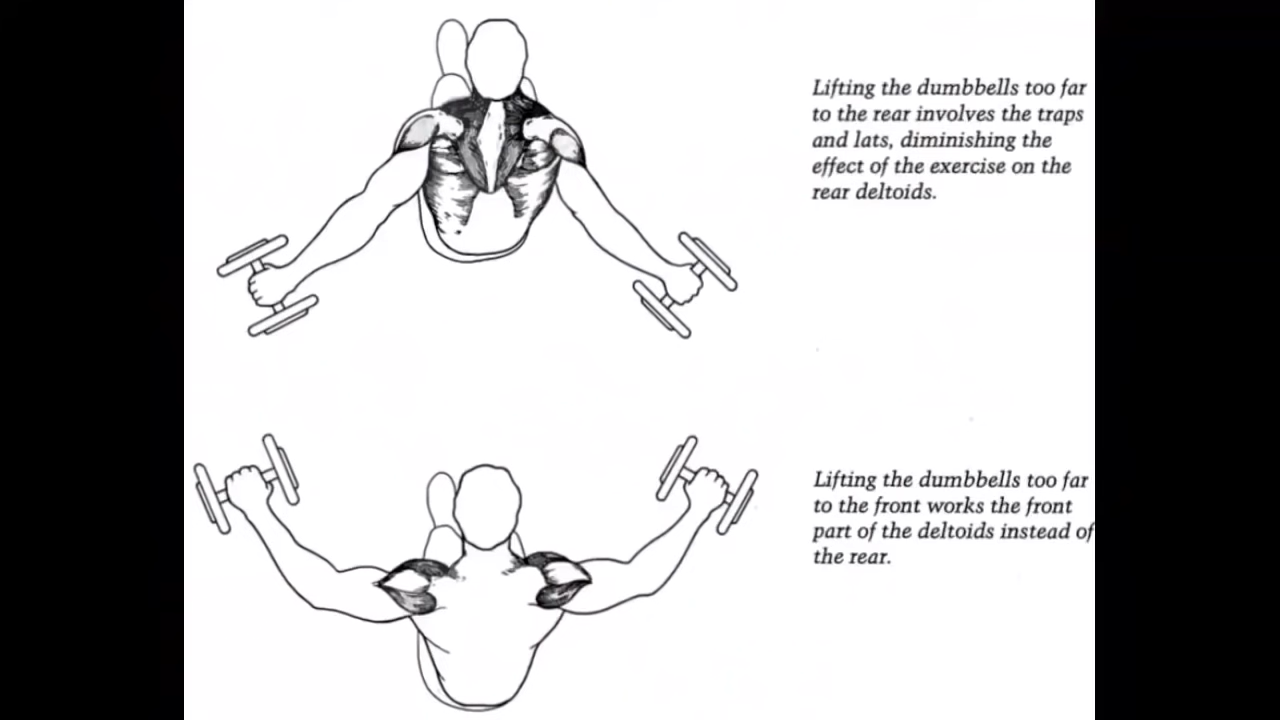 Lifting the dumbbells too far
to the rear involves the traps
and lats, diminishing the
effect of the exercise on the
rear deltoids.
Lifting the dumbbells too far
to the front works the front
part of the deltoids instead of
the rear.